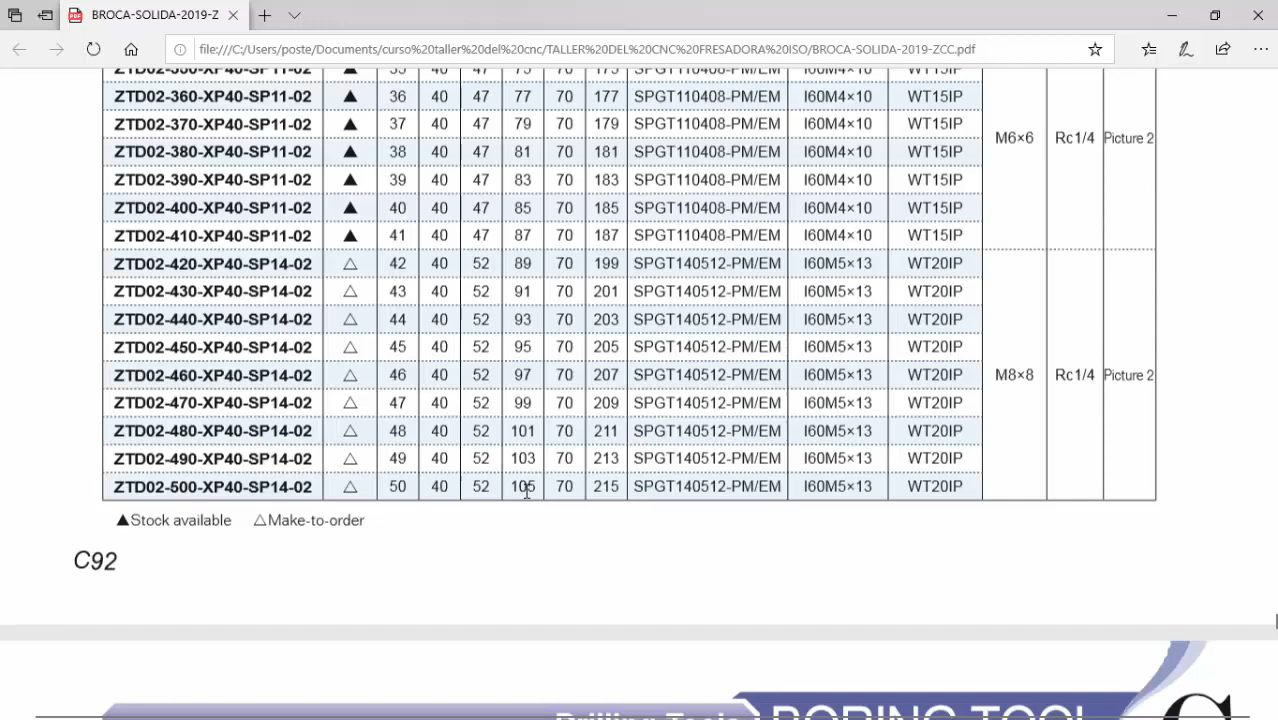 BROCA-SOLIDA-2019-Z
file:///C:/Users/poste/Documents/curso%20taller%20del%20cnc/TALLER%20DEL%20CNC%20FRESADORA%20ISO/BROCA-SOLIDA-2019-ZCC.pdf
ZTD02-360-XP40-SP11-02 ▲ 36 40 47 77 70 177 SPGT110408-PM/EM I60M4×10 WT15IP
ZTD02-370-XP40-SP11-02 ▲ 37 40 47 79 70 179 SPGT110408-PM/EM I60M4×10 WT15IP
M6×6 Rc1/4 Picture 2
ZTD02-380-XP40-SP11-02 ▲ 38 40 47 81 70 181 SPGT110408-PM/EM I60M4×10 WT15IP
ZTD02-390-XP40-SP11-02 ▲ 39 40 47 83 70 183 SPGT110408-PM/EM I60M4×10 WT15IP
ZTD02-400-XP40-SP11-02 ▲ 40 40 47 85 70 185 SPGT110408-PM/EM I60M4×10 WT15IP
ZTD02-410-XP40-SP11-02 ▲ 41 40 47 87 70 187 SPGT110408-PM/EM I60M4×10 WT15IP
ZTD02-420-XP40-SP14-02 △ 42 40 52 89 70 199 SPGT140512-PM/EM I60M5×13 WT20IP
ZTD02-430-XP40-SP14-02 △ 43 40 52 91 70 201 SPGT140512-PM/EM I60M5×13 WT20IP
ZTD02-440-XP40-SP14-02 △ 44 40 52 93 70 203 SPGT140512-PM/EM I60M5×13 WT20IP
ZTD02-450-XP40-SP14-02 △ 45 40 52 95 70 205 SPGT140512-PM/EM I60M5×13 WT20IP
ZTD02-460-XP40-SP14-02 △ 46 40 52 97 70 207 SPGT140512-PM/EM I60M5×13 WT20IP M8×8 Rc1/4 Picture 2
ZTD02-470-XP40-SP14-02 △ 47 40 52 99 70 209 SPGT140512-PM/EM I60M5×13 WT20IP
ZTD02-480-XP40-SP14-02 △ 48 40 52 101 70 211 SPGT140512-PM/EM I60M5×13 WT20IP
ZTD02-490-XP40-SP14-02 △ 49 40 52 103 70 213 SPGT140512-PM/EM I60M5×13 WT20IP
ZTD02-500-XP40-SP14-02 △ 50 40 52 105 70 215 SPGT140512-PM/EM I60M5×13 WT20IP
▲Stock available △Make-to-order
C92
Drilling Tools BORING TOOL C